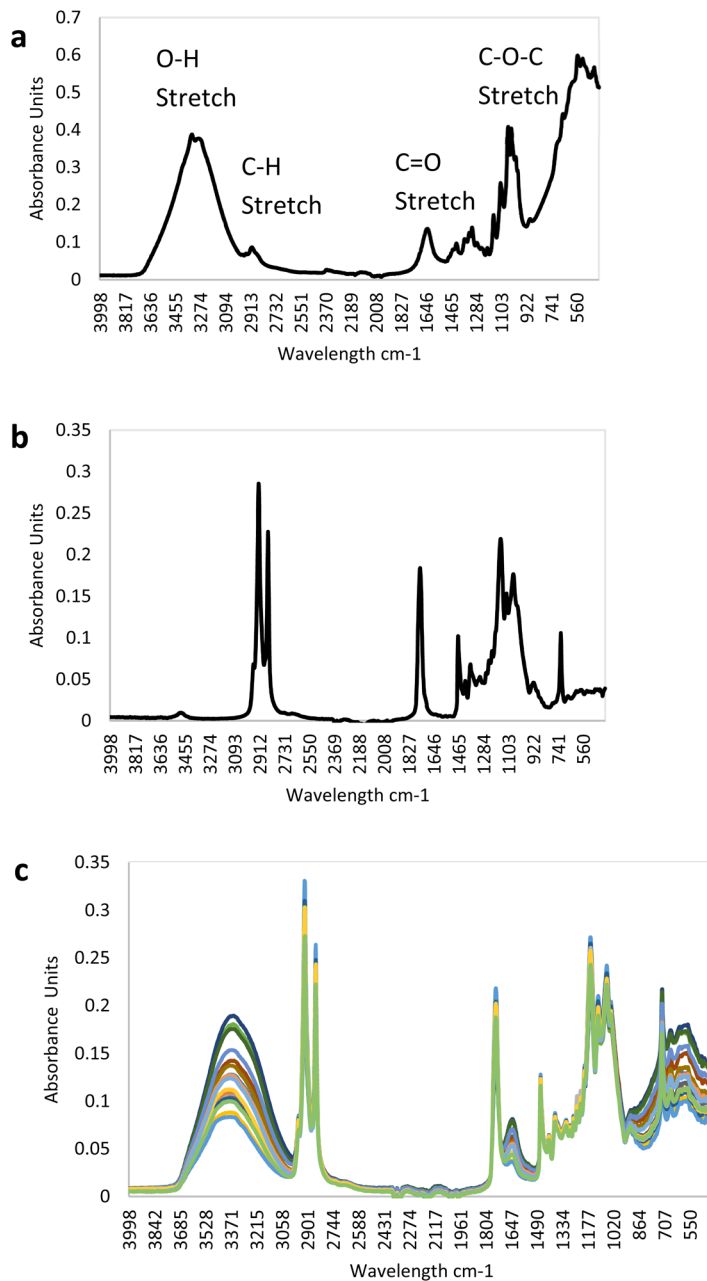 a
0.7
0.6
0.5
0.4
0.3
0.2
0.1
0
Absorbance Units
O-H
Stretch
C-H
Stretch
C=O
Stretch
C-O-C
Stretch
3998 3817 3636 3455 3274 3094 2913 2732 2551 2370 2189 2008 1827 1646 1465 1284 1103 922 741 560
Wavelength cm-1
b
0.35
0.3
0.25
0.2
0.15
0.1
0.05
0
Absorbance Units
3998 3817 3636 3455 3274 3093 2912 2731 2550 2369 2188 2008 1827 1646 1465 1284 1103 922 741 560
Wavelength cm-1
c
0.35
0.3
0.25
0.2
0.15
0.1
0.05
0
Absorbance Units
3998 3842 3685 3528 3371 3215 3058 2901 2744 2588 2431 2274 2117 1961 1804 1647 1490 1334 1177 1020 864 707 550
Wavelength cm-1